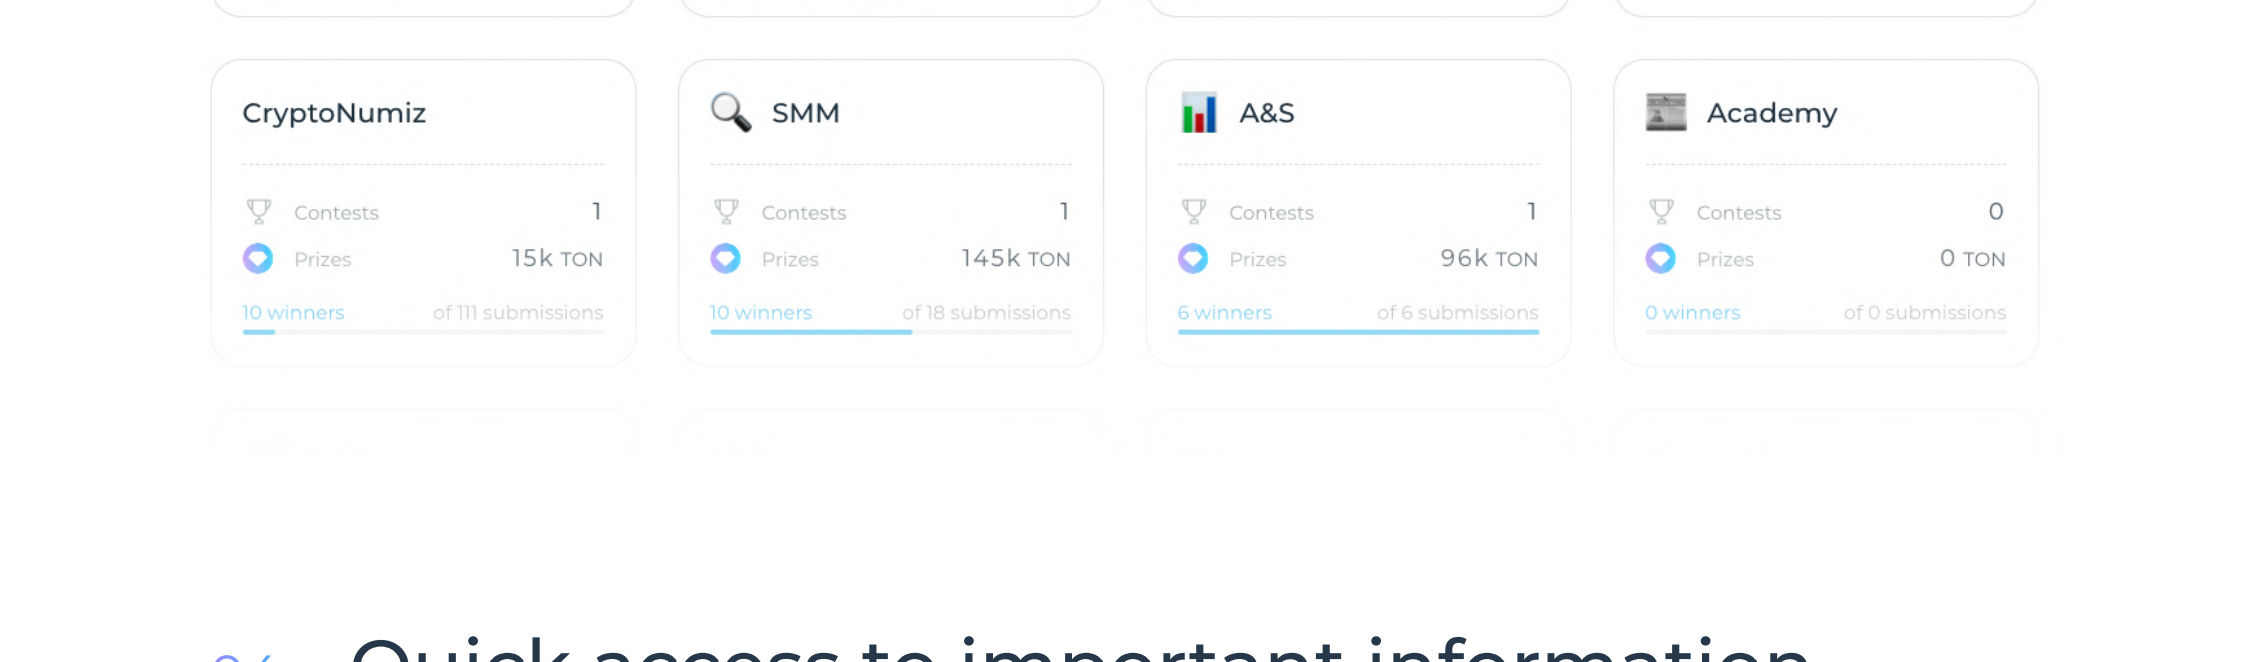 CryptoNumiz
Contests 1
Prizes 15k TON
10 winners of 111 submissions
SMM
Contests 1
Prizes 145k TON
10 winners of 18 submissions
A&S
Contests 1
Prizes 96k TON
6 winners of 6 submissions
Academy
Contests 0
Prizes 0 TON
0 winners of 0 submissions
Quick access to important information